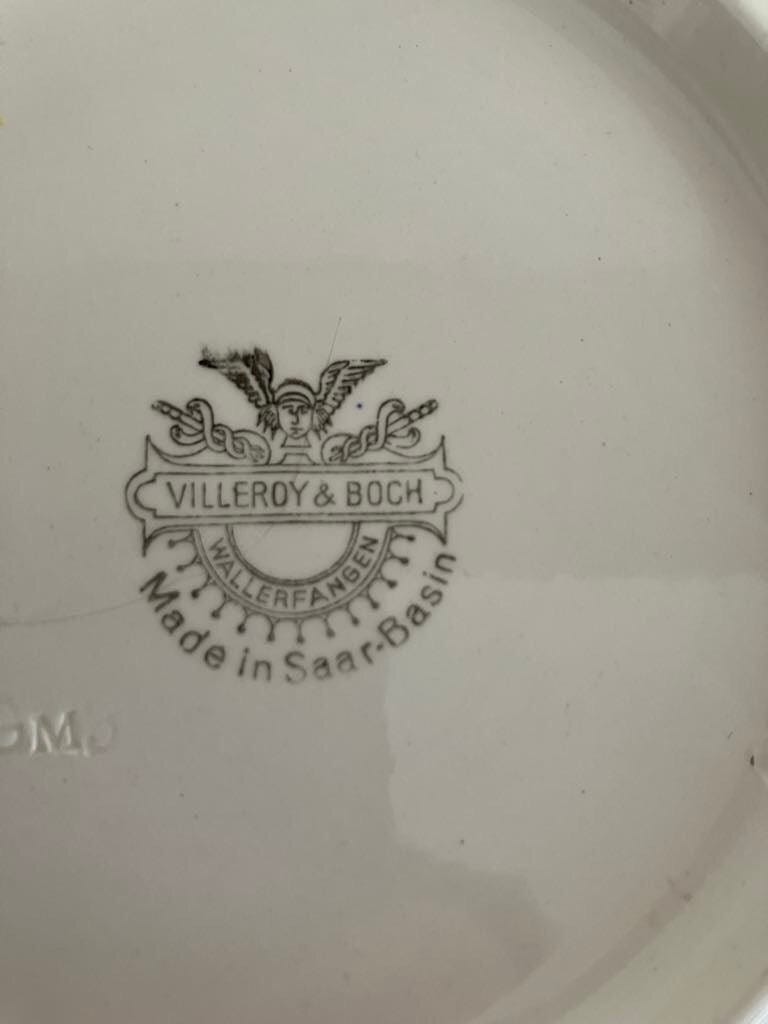 VILLEROY & BOCH
WALLERFANGEN
Made in Saar-Basin